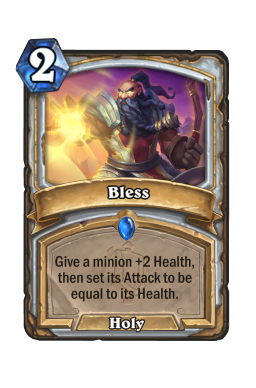 2
Bless
Give a minion +2 Health,
then set its Attack to be
equal to its Health.
Holy